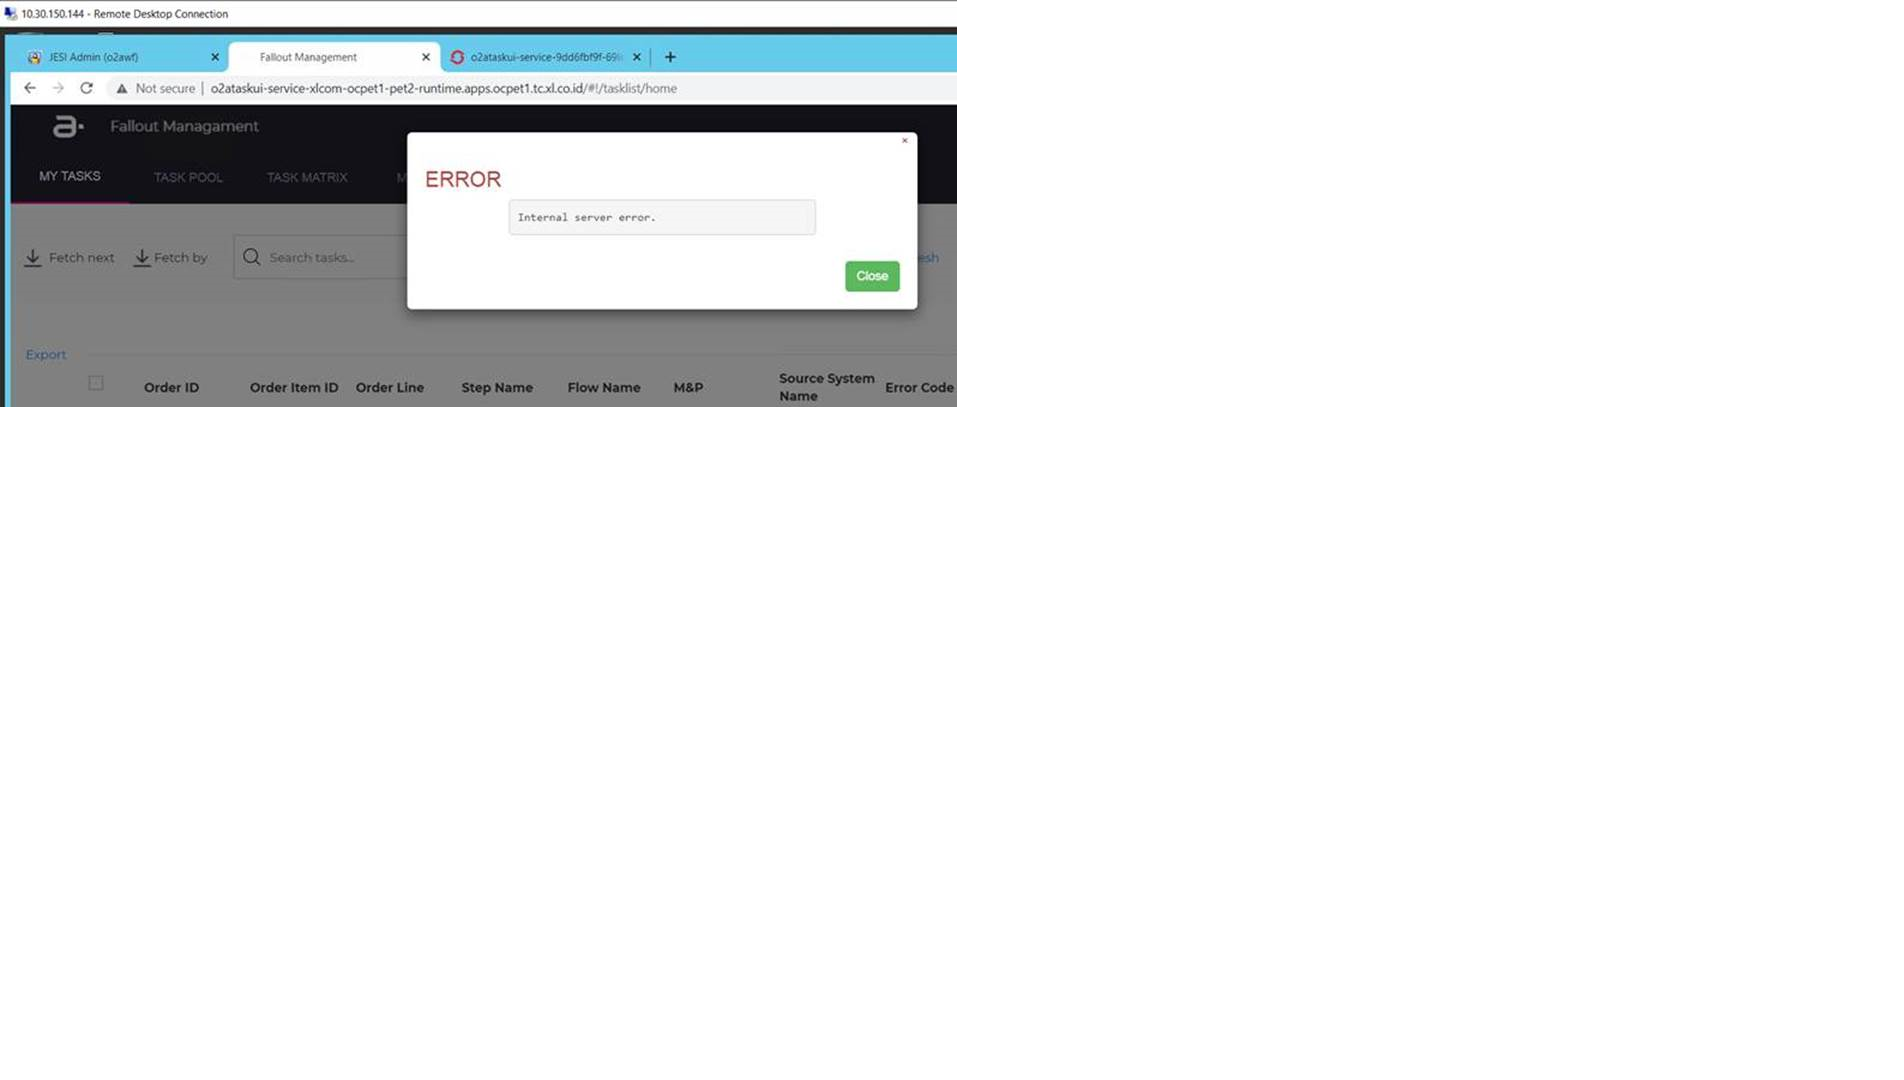 10.30.150.144 - Remote Desktop Connection
JESI Admin (o2awf)
Fallout Management
o2ataskui-service-9dd6fbf9f-69
Not secure | o2ataskui-service-xlcom-ocpet1-pet2-runtime.apps.ocpet1.tc.xl.co.id/#!/tasklist/home
a Fallout Managament
MY TASKS TASK POOL TASK MATRIX M
ERROR
Internal server error.
Close
Fetch next Fetch by Search tasks... esh
Export
Order ID Order Item ID Order Line Step Name Flow Name M&P Source System Name Error Code